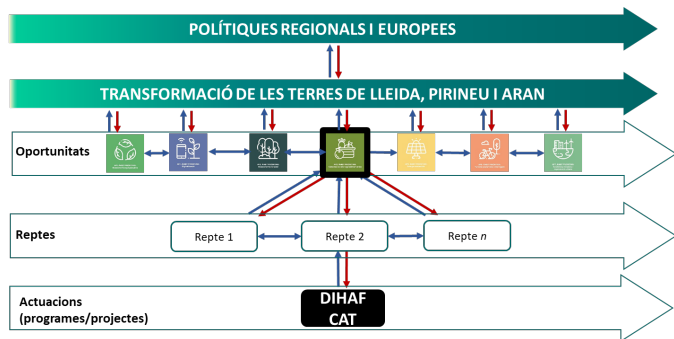 POLÍTIQUES REGIONALS I EUROPEES
TRANSFORMACIÓ DE LES TERRES DE LLEIDA, PIRINEU I ARAN
Oportunitats
Reptes
Repte 1
Repte 2
Repte n
Actuacions
(programes/projectes)
DIHAF
CAT